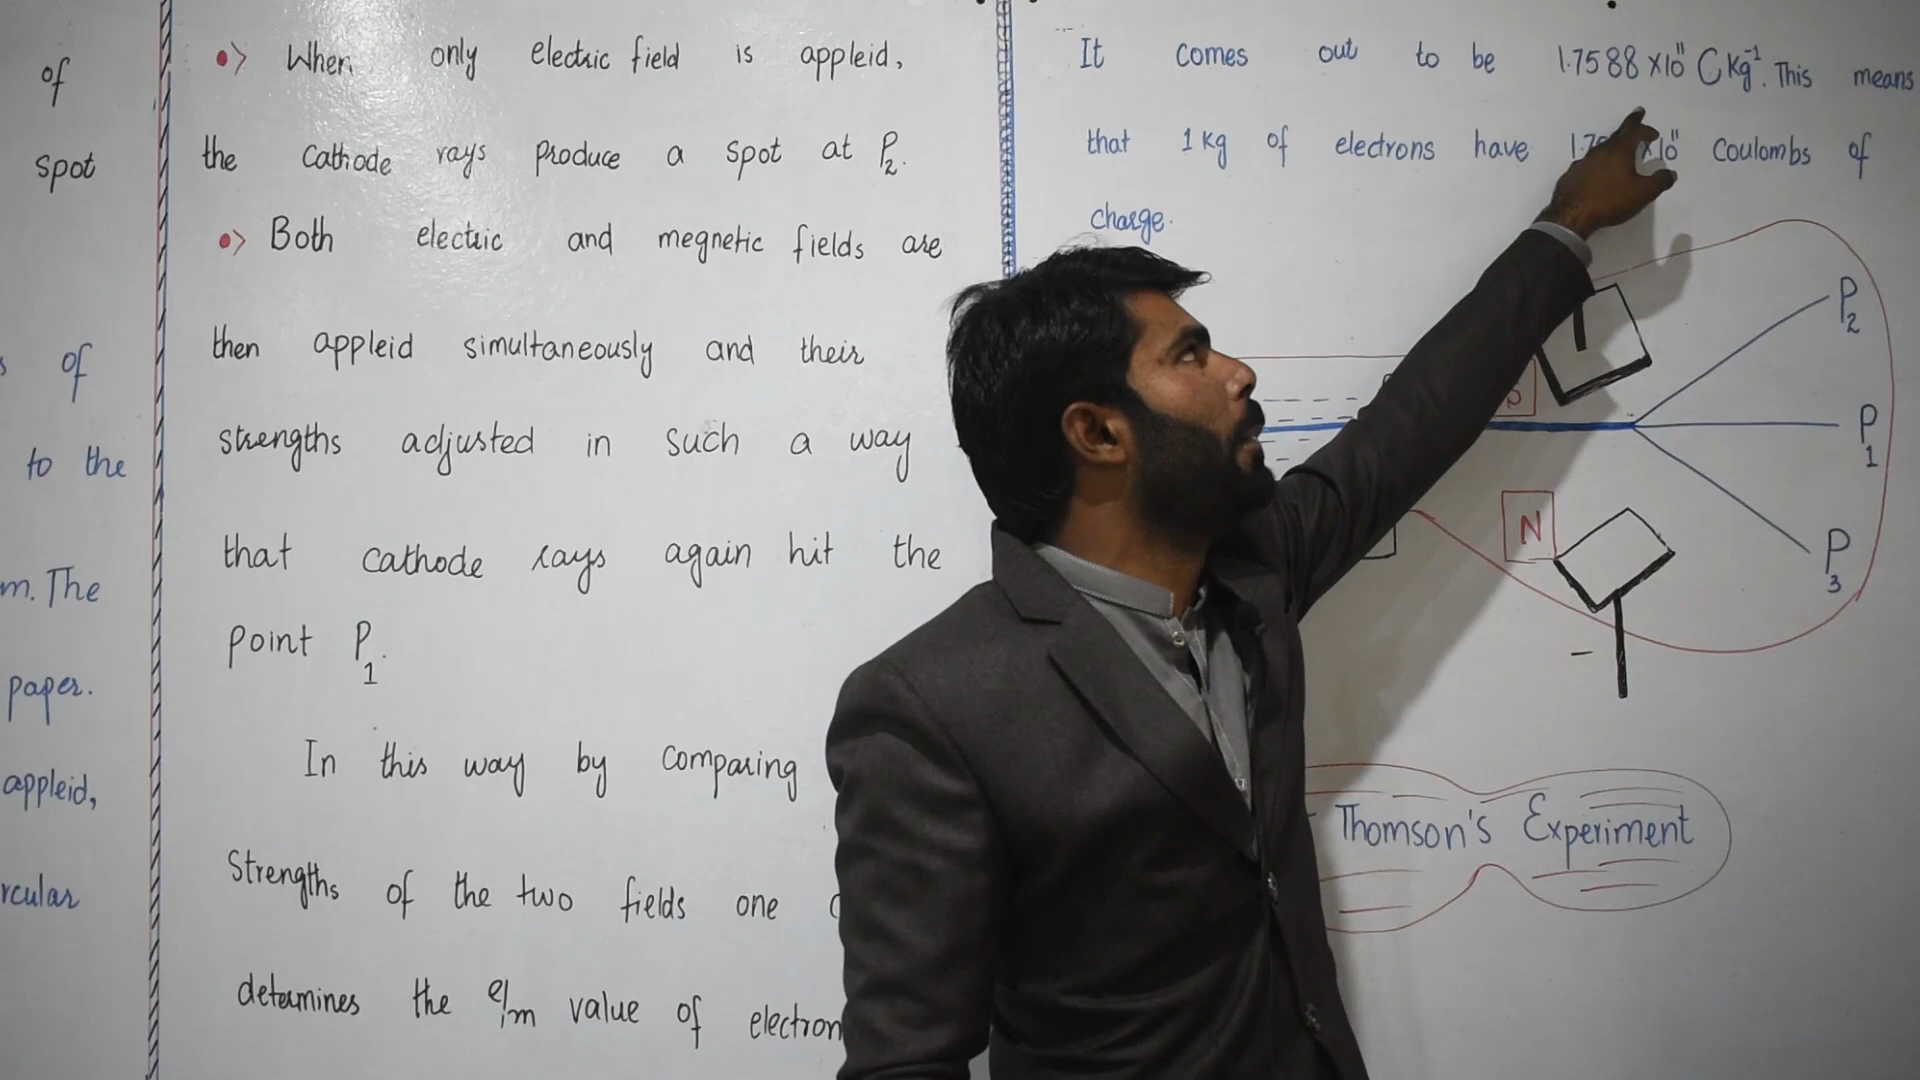 of
spot
of
to the
m. The
paper.
appleid,
rcular
When only electric field is appleid,
the Cathode rays produce a spot at P2.
Both electric and megnetic fields are
then appleid simultaneously and their
strengths adjusted in such a way
that cathode rays again hit the
point P1.
In this way by comparing
Strengths of the two fields one
determines the e/m value of electron
It comes out to be 1.7588 x10¹¹ C Kg⁻¹. This means
that 1 Kg of electrons have x10¹¹ Coulombs of
charge.
P2
P1
N
P3
-
Thomson's Experiment